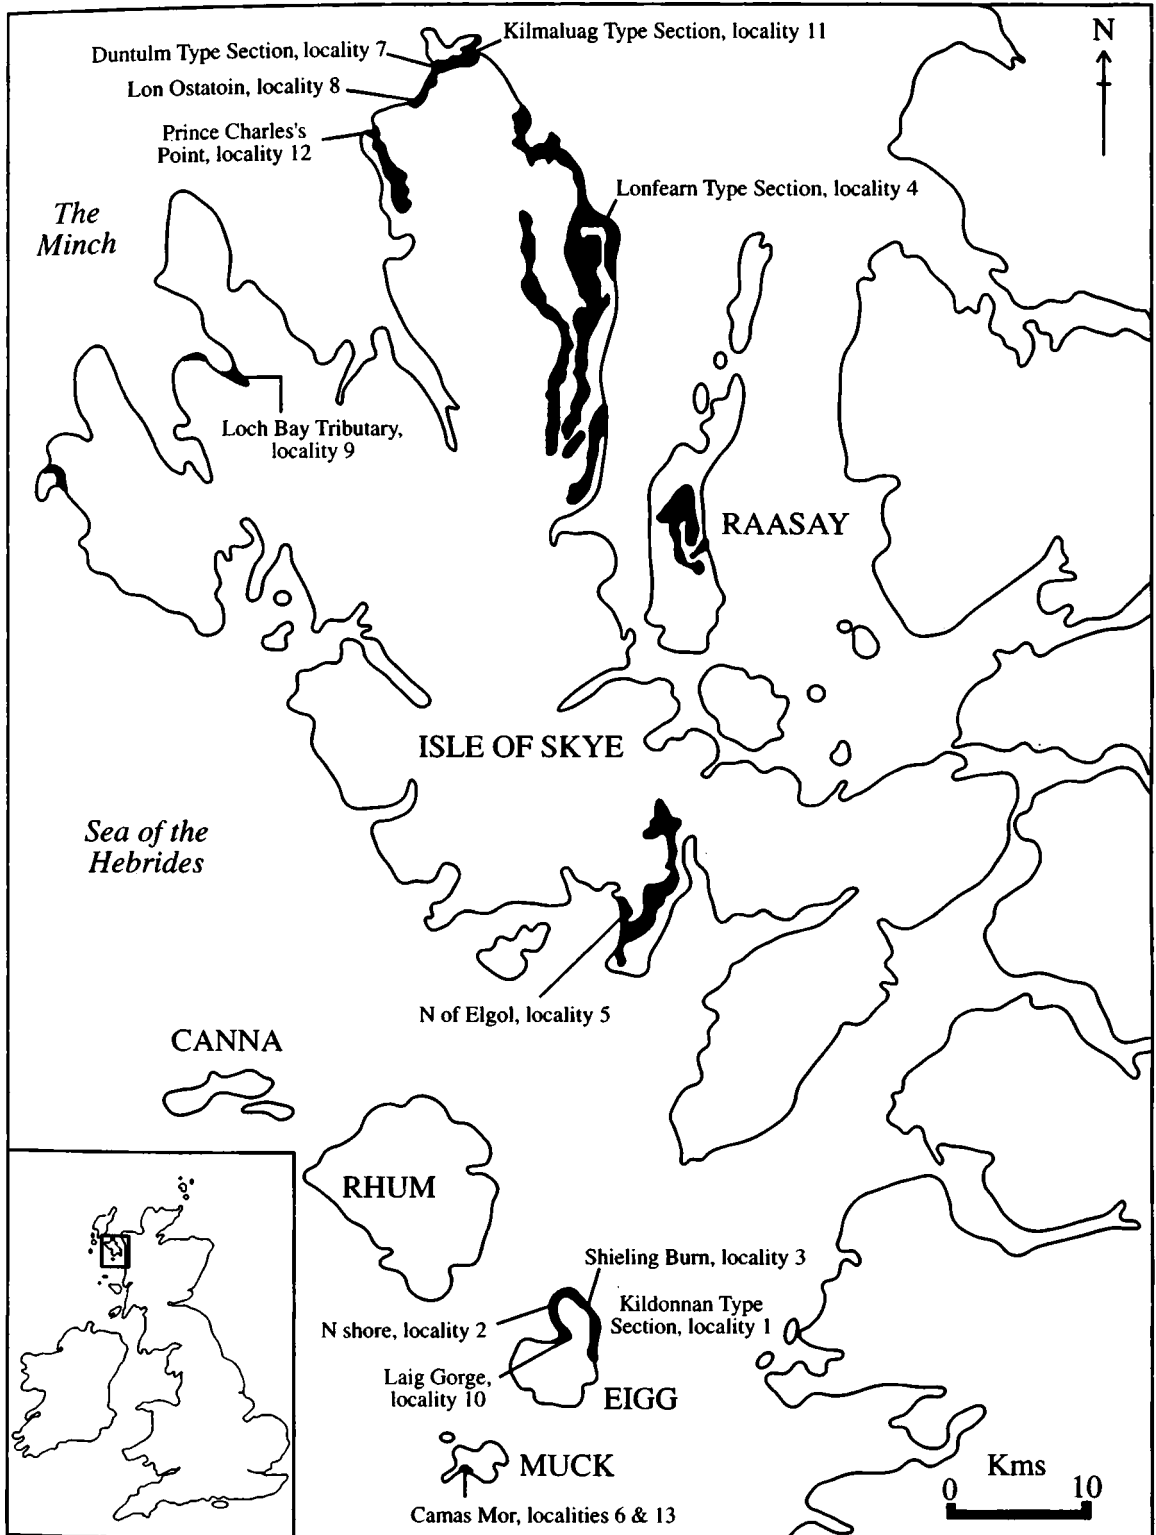 Kilmaluag Type Section, locality 11
N
Duntulm Type Section, locality 7
Lon Ostatoin, locality 8
Prince Charles's
Point, locality 12
Lonfearn Type Section, locality 4
The
Minch
Loch Bay Tributary,
locality 9
RAASAY
ISLE OF SKYE
Sea of the
Hebrides
N of Elgol, locality 5
CANNA
RHUM
Shieling Burn, locality 3
Kildonnan Type
Section, locality 1
N shore, locality 2
Laig Gorge,
locality 10
EIGG
MUCK
Kms
0 10
Camas Mor, localities 6 & 13